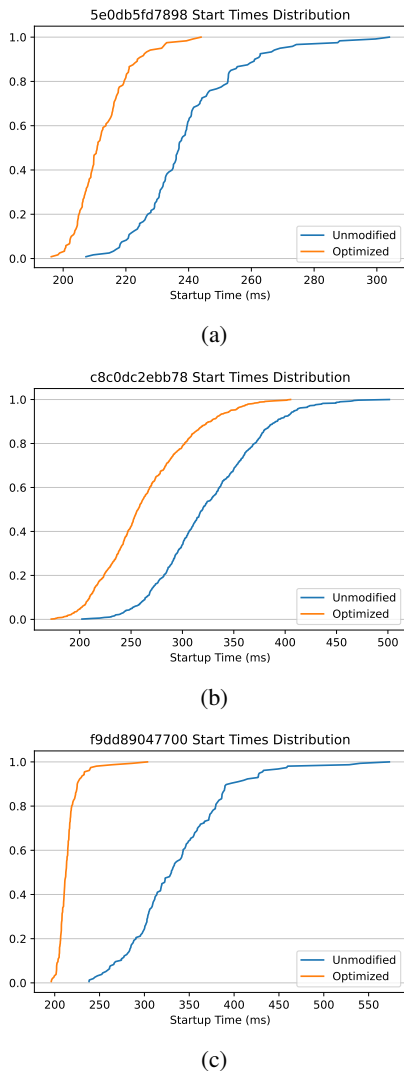 5e0db5fd7898 Start Times Distribution
1.0
0.8
0.6
0.4
0.2
0.0
Unmodified
Optimized
200 220 240 260 280 300
Startup Time (ms)
(a)
c8c0dc2ebb78 Start Times Distribution
1.0
0.8
0.6
0.4
0.2
0.0
Unmodified
Optimized
200 250 300 350 400 450 500
Startup Time (ms)
(b)
f9dd89047700 Start Times Distribution
1.0
0.8
0.6
0.4
0.2
0.0
Unmodified
Optimized
200 250 300 350 400 450 500 550
Startup Time (ms)
(c)